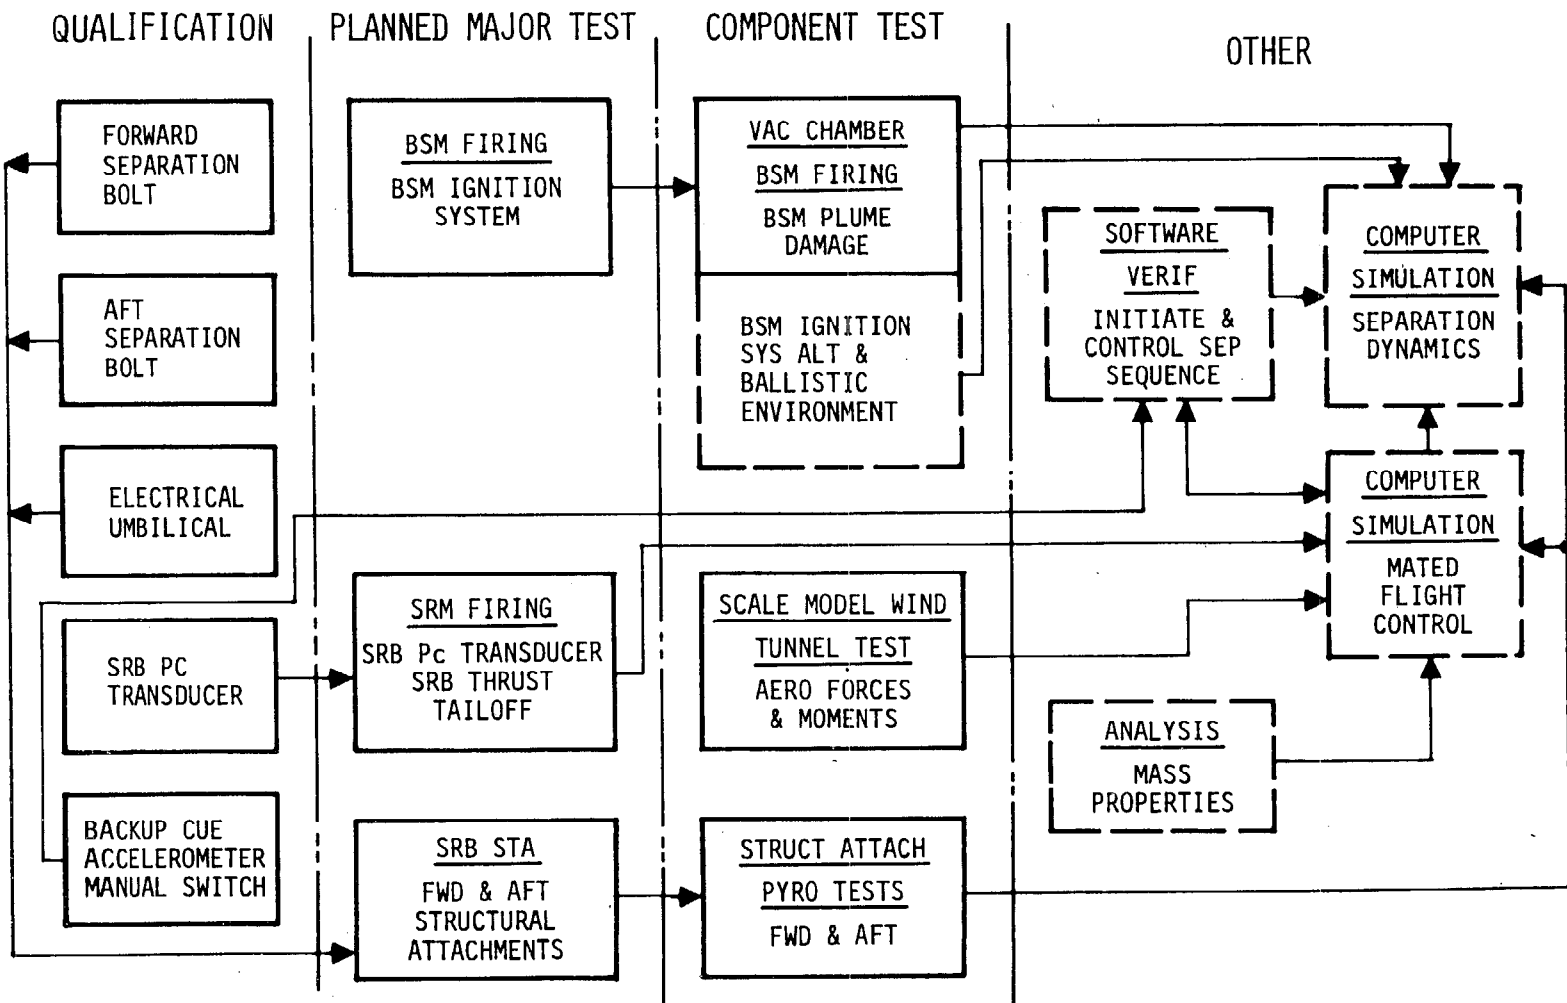 QUALIFICATION
PLANNED MAJOR TEST
COMPONENT TEST
OTHER
FORWARD
SEPARATION
BOLT
AFT
SEPARATION
BOLT
ELECTRICAL
UMBILICAL
SRB PC
TRANSDUCER
BACKUP CUE
ACCELEROMETER
MANUAL SWITCH
BSM FIRING
BSM IGNITION
SYSTEM
SRM FIRING
SRB Pc TRANSDUCER
SRB THRUST
TAILOFF
SRB STA
FWD & AFT
STRUCTURAL
ATTACHMENTS
VAC CHAMBER
BSM FIRING
BSM PLUME
DAMAGE
BSM IGNITION
SYS ALT &
BALLISTIC
ENVIRONMENT
SCALE MODEL WIND
TUNNEL TEST
AERO FORCES
& MOMENTS
STRUCT ATTACH
PYRO TESTS
FWD & AFT
SOFTWARE
VERIF
INITIATE &
CONTROL SEP
SEQUENCE
ANALYSIS
MASS
PROPERTIES
COMPUTER
SIMULATION
SEPARATION
DYNAMICS
COMPUTER
SIMULATION
MATED
FLIGHT
CONTROL